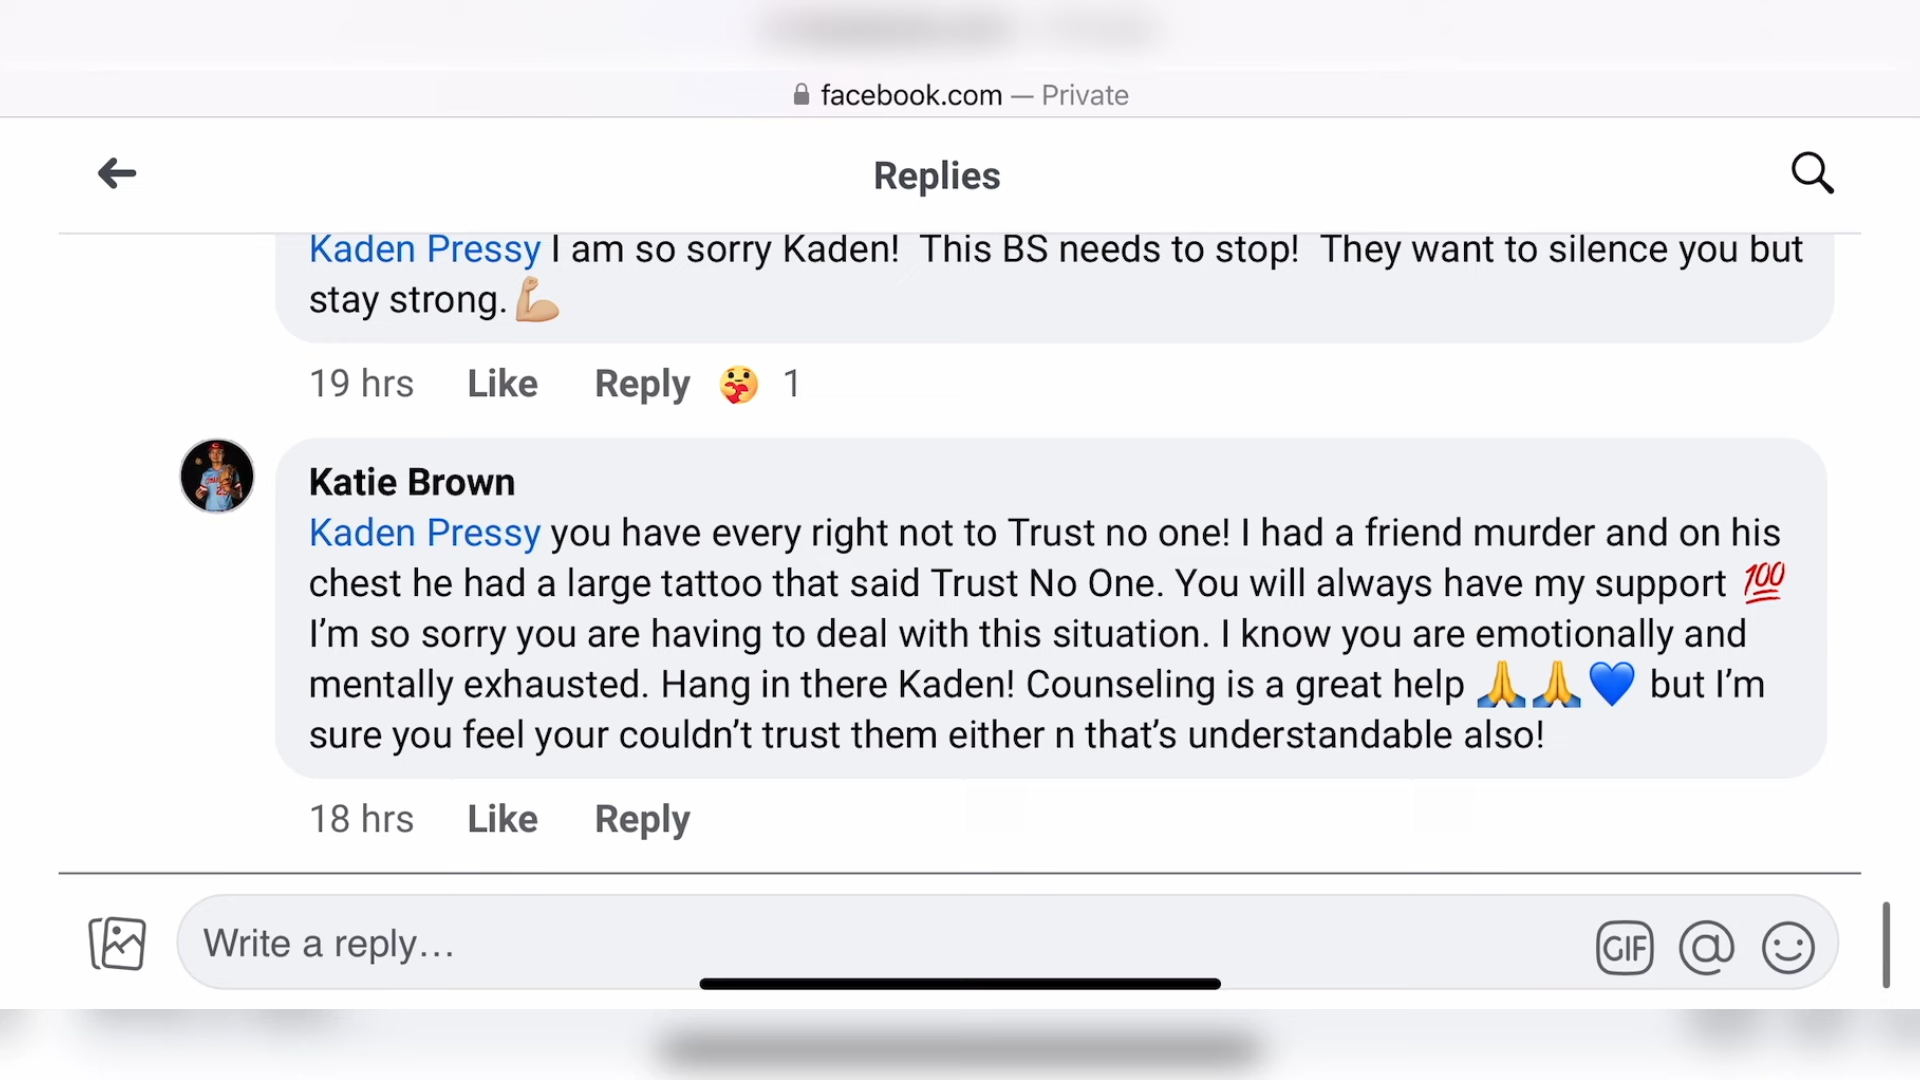 facebook.com — Private
Replies
Kaden Pressy I am so sorry Kaden!  This BS needs to stop!  They want to silence you but
stay strong. 💪🏼
19 hrs Like Reply 🤗 1
Katie Brown
Kaden Pressy you have every right not to Trust no one! I had a friend murder and on his
chest he had a large tattoo that said Trust No One. You will always have my support 💯
I’m so sorry you are having to deal with this situation. I know you are emotionally and
mentally exhausted. Hang in there Kaden! Counseling is a great help 🙏🙏💙 but I’m
sure you feel your couldn’t trust them either n that’s understandable also!
18 hrs Like Reply
Write a reply…
GIF @